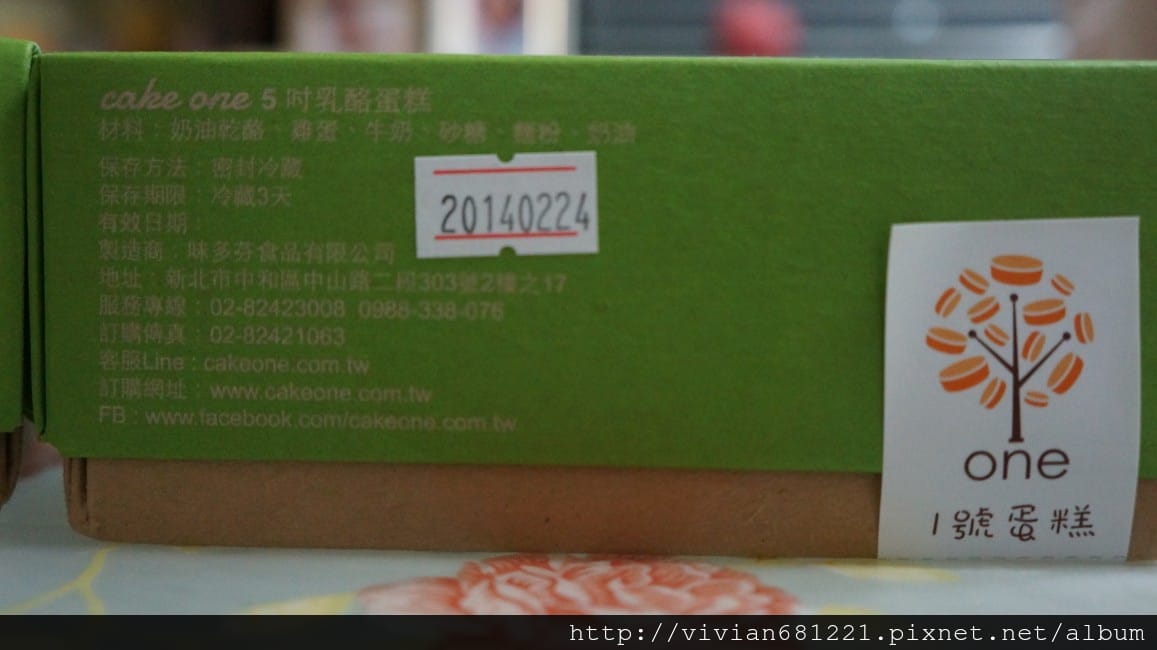 cake one 5 吋乳酪蛋糕
材料：奶油乾酪、雞蛋、牛奶、砂糖、麵粉、奶油
保存方法：密封冷藏
保存期限：冷藏3天
有效日期：
20140224
製造商：味多芬食品有限公司
地址：新北市中和區中山路二段303號2樓之17
服務專線：02-82423008 0988-338-076
訂購傳真：02-82421063
客服Line：cakeone.com.tw
訂購網址：www.cakeone.com.tw
FB：www.facebook.com/cakeone.com.tw
one
1號蛋糕
http://vivian681221.pixnet.net/album